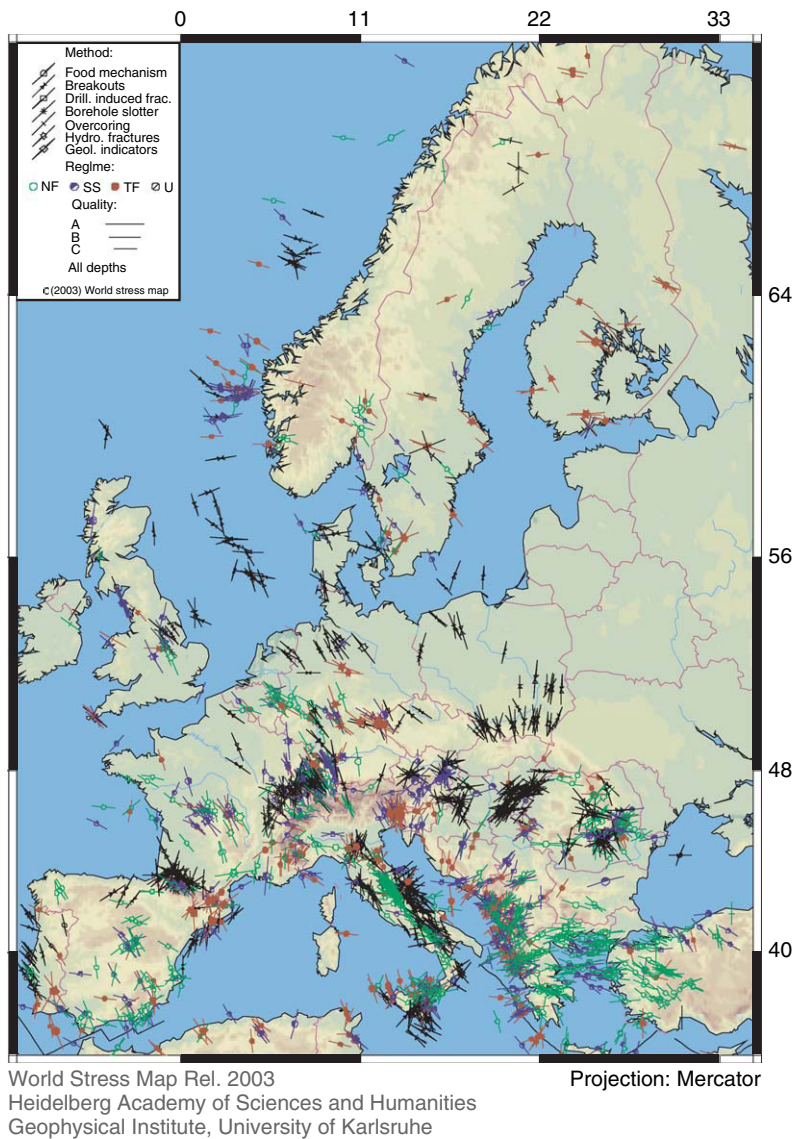 0 11 22 33
Method:
Food mechanism
Breakouts
Drill. induced frac.
Borehole slotter
Overcoring
Hydro. fractures
Geol. indicators
Reglme:
NF SS TF U
Quality:
A
B
C
All depths
c (2003) World stress map
64
56
48
40
World Stress Map Rel. 2003
Projection: Mercator
Heidelberg Academy of Sciences and Humanities
Geophysical Institute, University of Karlsruhe